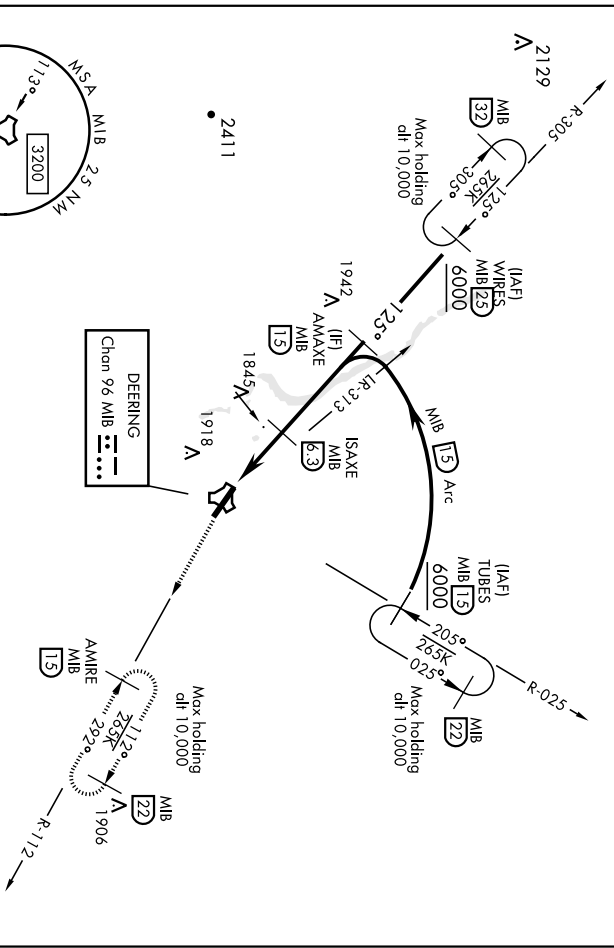 MSA MIB 25 NM
113°
3200
2411
2129
R-305
MIB
32
Max holding
alt 10,000
305°
265K
125°
(IAF)
WIRES
MIB 25
6000
125°
1942
(IF)
AMAXE
MIB
15
LR-313
1845
1918
ISAXE
MIB
6.3
MIB 15 Arc
DEERING
Chan 96 MIB
(IAF)
TUBES
MIB 15
6000
205°
265K
025°
R-025
MIB
22
Max holding
alt 10,000
AMIRE
MIB
15
Max holding
alt 10,000
112°
265K
292°
MIB
22
1906
R-112